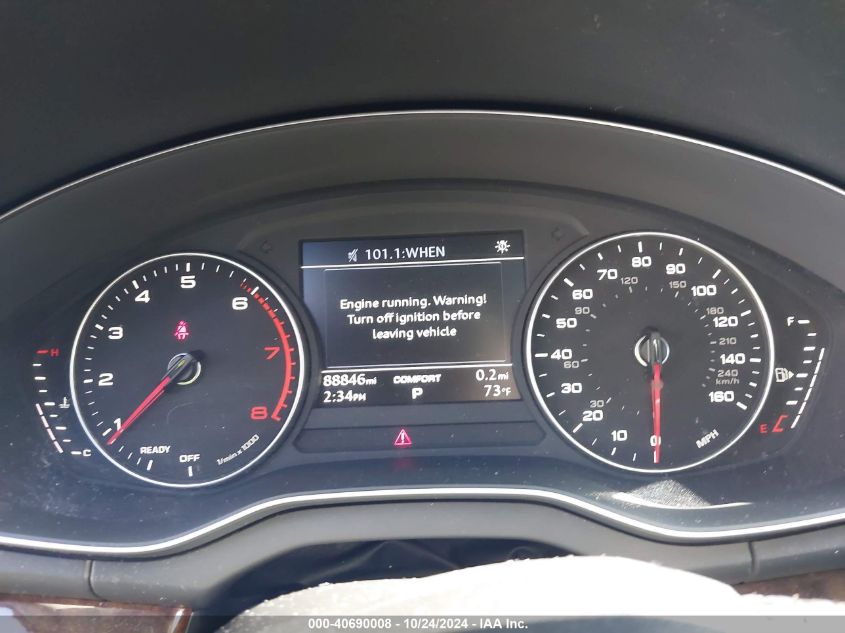 101.1:WHEN
Engine running. Warning!
Turn off ignition before
leaving vehicle
88846mi COMFORT 0.2mi
2:34PM P 73°F
H
C
READY
OFF
1
2
3
4
5
6
7
8
1/min x 1000
0
10
20
30
40
50
60
70
80
90
100
120
140
160
MPH
30
60
90
120
150
180
210
240
km/h
F
E
000-40690008 - 10/24/2024 - IAA Inc.